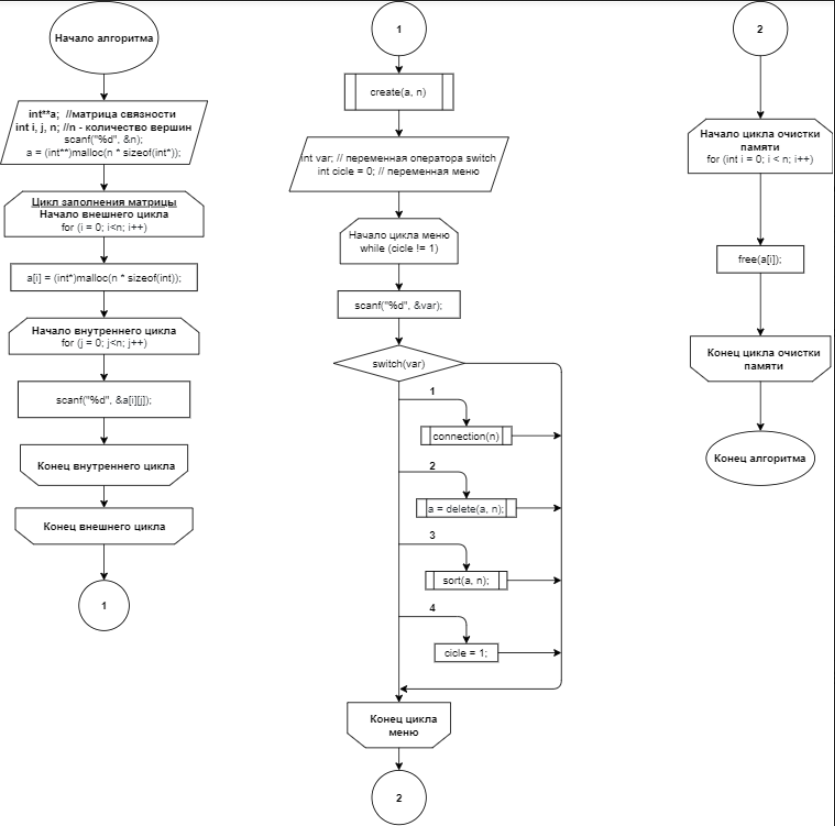 Начало алгоритма
int**a;  //матрица связности
int i, j, n; //n - количество вершин
scanf("%d", &n);
a = (int**)malloc(n * sizeof(int*));
Цикл заполнения матрицы
Начало внешнего цикла
for (i = 0; i<n; i++)
a[i] = (int*)malloc(n * sizeof(int));
Начало внутреннего цикла
for (j = 0; j<n; j++)
scanf("%d", &a[i][j]);
Конец внутреннего цикла
Конец внешнего цикла
1
1
create(a, n)
int var; // переменная оператора switch
int cicle = 0; // переменная меню
Начало цикла меню
while (cicle != 1)
scanf("%d", &var);
switch(var)
1
connection(n)
2
a = delete(a, n);
3
sort(a, n);
4
cicle = 1;
Конец цикла
меню
2
2
Начало цикла очистки
памяти
for (int i = 0; i < n; i++)
free(a[i]);
Конец цикла очистки
памяти
Конец алгоритма